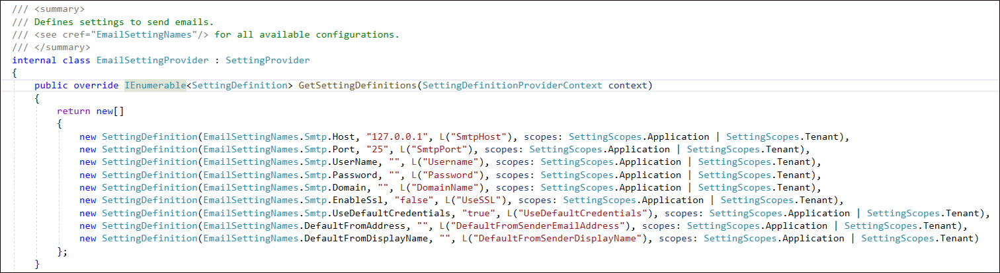 /// <summary>
/// Defines settings to send emails.
/// <see cref="EmailSettingNames"/> for all available configurations.
/// </summary>
internal class EmailSettingProvider : SettingProvider
{
    public override IEnumerable<SettingDefinition> GetSettingDefinitions(SettingDefinitionProviderContext context)
    {
        return new[]
        {
            new SettingDefinition(EmailSettingNames.Smtp.Host, "127.0.0.1", L("SmtpHost"), scopes: SettingScopes.Application | SettingScopes.Tenant),
            new SettingDefinition(EmailSettingNames.Smtp.Port, "25", L("SmtpPort"), scopes: SettingScopes.Application | SettingScopes.Tenant),
            new SettingDefinition(EmailSettingNames.Smtp.UserName, "", L("Username"), scopes: SettingScopes.Application | SettingScopes.Tenant),
            new SettingDefinition(EmailSettingNames.Smtp.Password, "", L("Password"), scopes: SettingScopes.Application | SettingScopes.Tenant),
            new SettingDefinition(EmailSettingNames.Smtp.Domain, "", L("DomainName"), scopes: SettingScopes.Application | SettingScopes.Tenant),
            new SettingDefinition(EmailSettingNames.Smtp.EnableSsl, "false", L("UseSSL"), scopes: SettingScopes.Application | SettingScopes.Tenant),
            new SettingDefinition(EmailSettingNames.Smtp.UseDefaultCredentials, "true", L("UseDefaultCredentials"), scopes: SettingScopes.Application | SettingScopes.Tenant),
            new SettingDefinition(EmailSettingNames.DefaultFromAddress, "", L("DefaultFromSenderEmailAddress"), scopes: SettingScopes.Application | SettingScopes.Tenant),
            new SettingDefinition(EmailSettingNames.DefaultFromDisplayName, "", L("DefaultFromSenderDisplayName"), scopes: SettingScopes.Application | SettingScopes.Tenant)
        };
    }